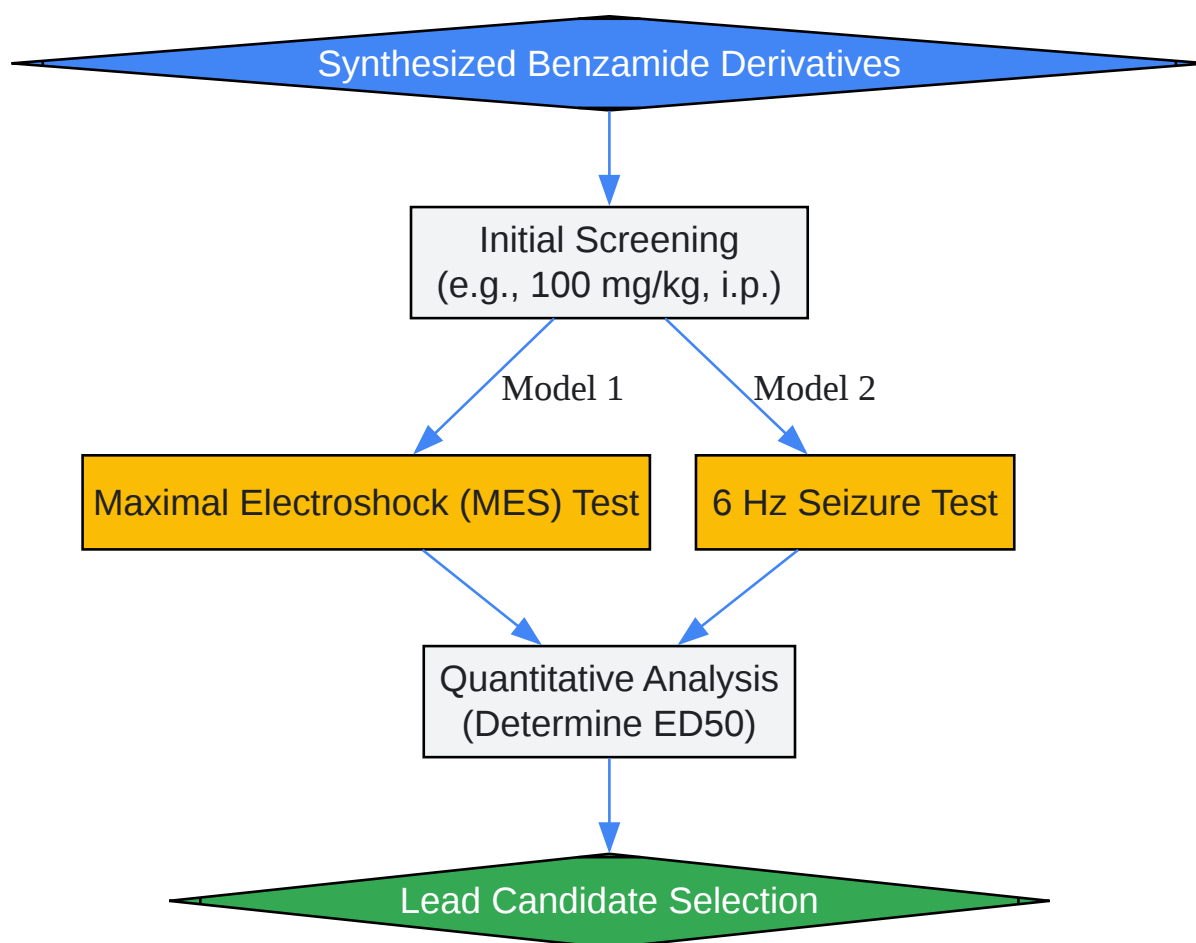 Synthesized Benzamide Derivatives
Initial Screening
(e.g., 100 mg/kg, i.p.)
Model 1
Model 2
Maximal Electroshock (MES) Test
6 Hz Seizure Test
Quantitative Analysis
(Determine ED50)
Lead Candidate Selection